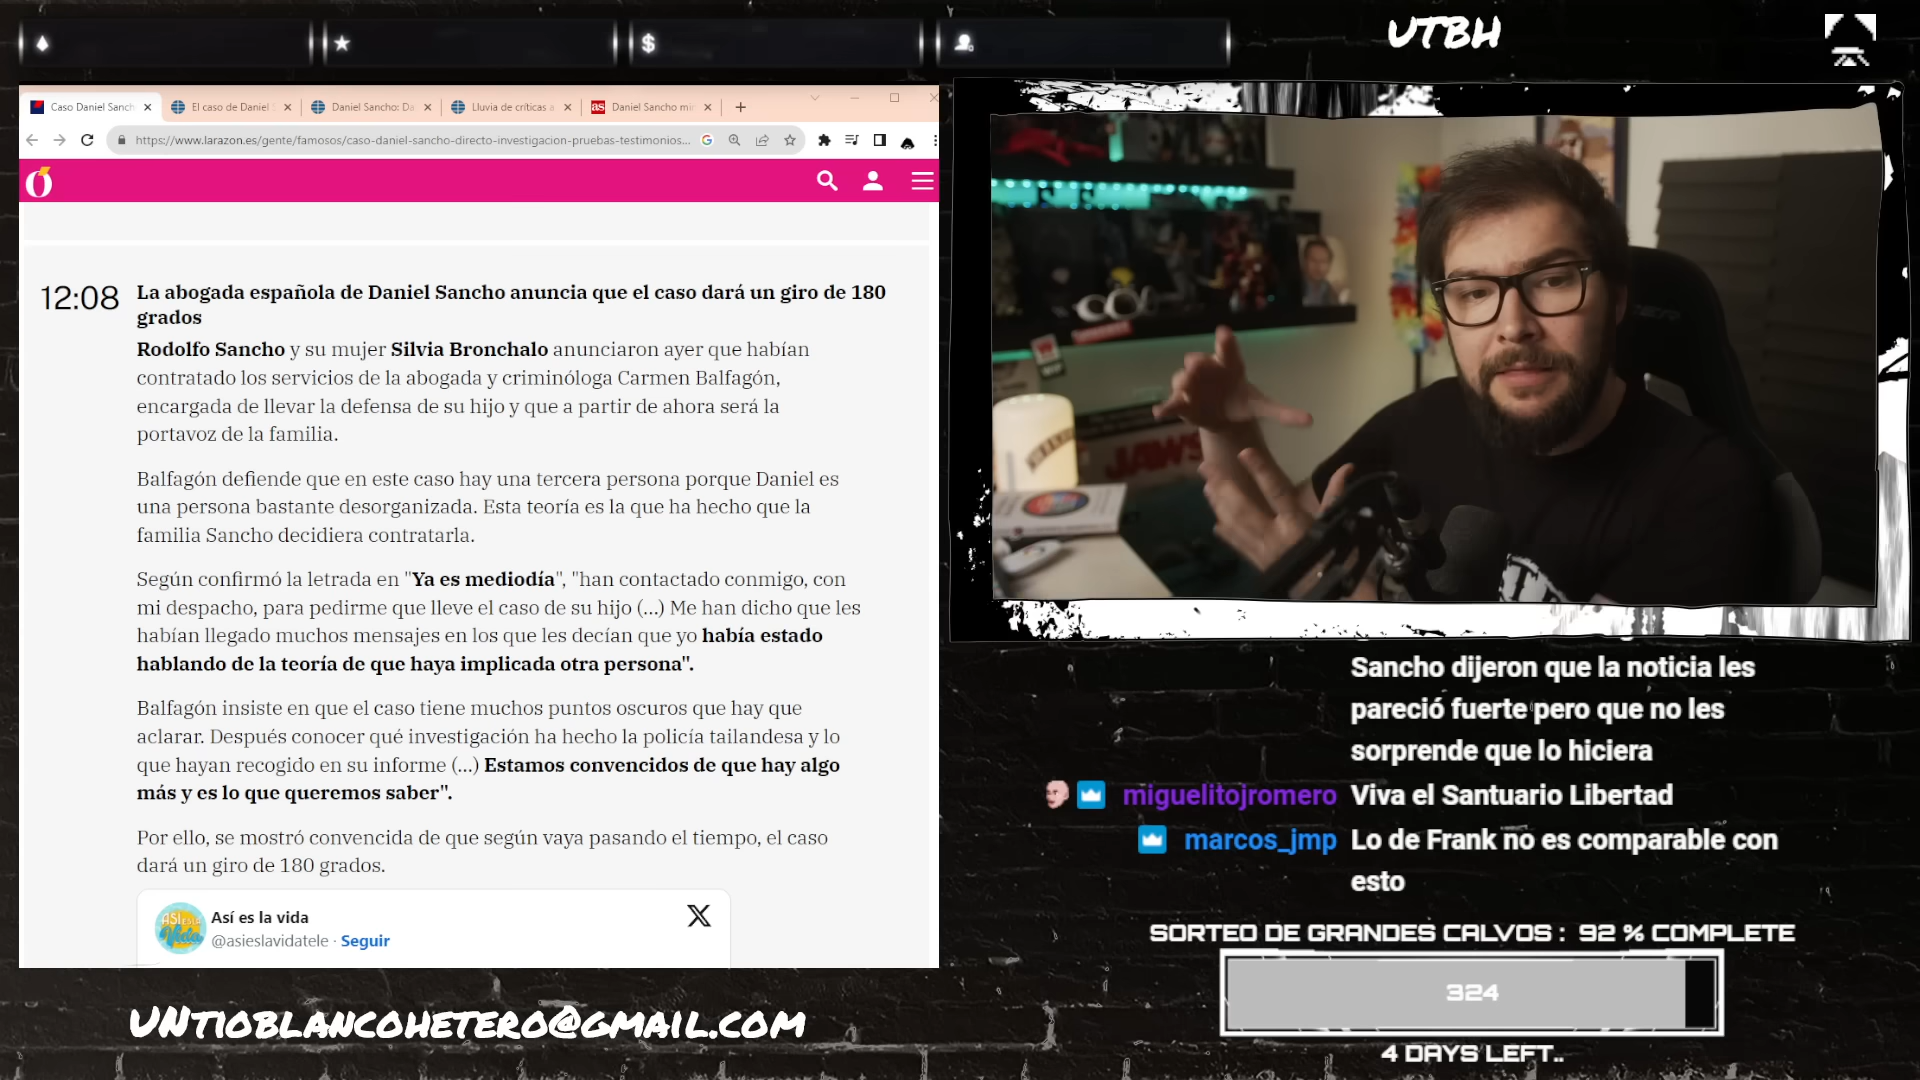 UTBH
Caso Daniel Sanch
El caso de Daniel S
Daniel Sancho: Da
Lluvia de críticas a
as
Daniel Sancho mi
https://www.larazon.es/gente/famosos/caso-daniel-sancho-directo-investigacion-pruebas-testimonios...
12:08
La abogada española de Daniel Sancho anuncia que el caso dará un giro de 180
grados
Rodolfo Sancho y su mujer Silvia Bronchalo anunciaron ayer que habían
contratado los servicios de la abogada y criminóloga Carmen Balfagón,
encargada de llevar la defensa de su hijo y que a partir de ahora será la
portavoz de la familia.
Balfagón defiende que en este caso hay una tercera persona porque Daniel es
una persona bastante desorganizada. Esta teoría es la que ha hecho que la
familia Sancho decidiera contratarla.
Según confirmó la letrada en "Ya es mediodía", "han contactado conmigo, con
mi despacho, para pedirme que lleve el caso de su hijo (...) Me han dicho que les
habían llegado muchos mensajes en los que les decían que yo había estado
hablando de la teoría de que haya implicada otra persona".
Balfagón insiste en que el caso tiene muchos puntos oscuros que hay que
aclarar. Después conocer qué investigación ha hecho la policía tailandesa y lo
que hayan recogido en su informe (...) Estamos convencidos de que hay algo
más y es lo que queremos saber".
Por ello, se mostró convencida de que según vaya pasando el tiempo, el caso
dará un giro de 180 grados.
Así es la vida
@asieslavidatele · Seguir
JAWS
Sancho dijeron que la noticia les
pareció fuerte pero que no les
sorprende que lo hiciera
miguelitojromero Viva el Santuario Libertad
marcos_jmp Lo de Frank no es comparable con
esto
SORTEO DE GRANDES CALVOS : 92 % COMPLETE
324
4 DAYS LEFT..
UNTIOBLANCOHETERO@GMAIL.COM